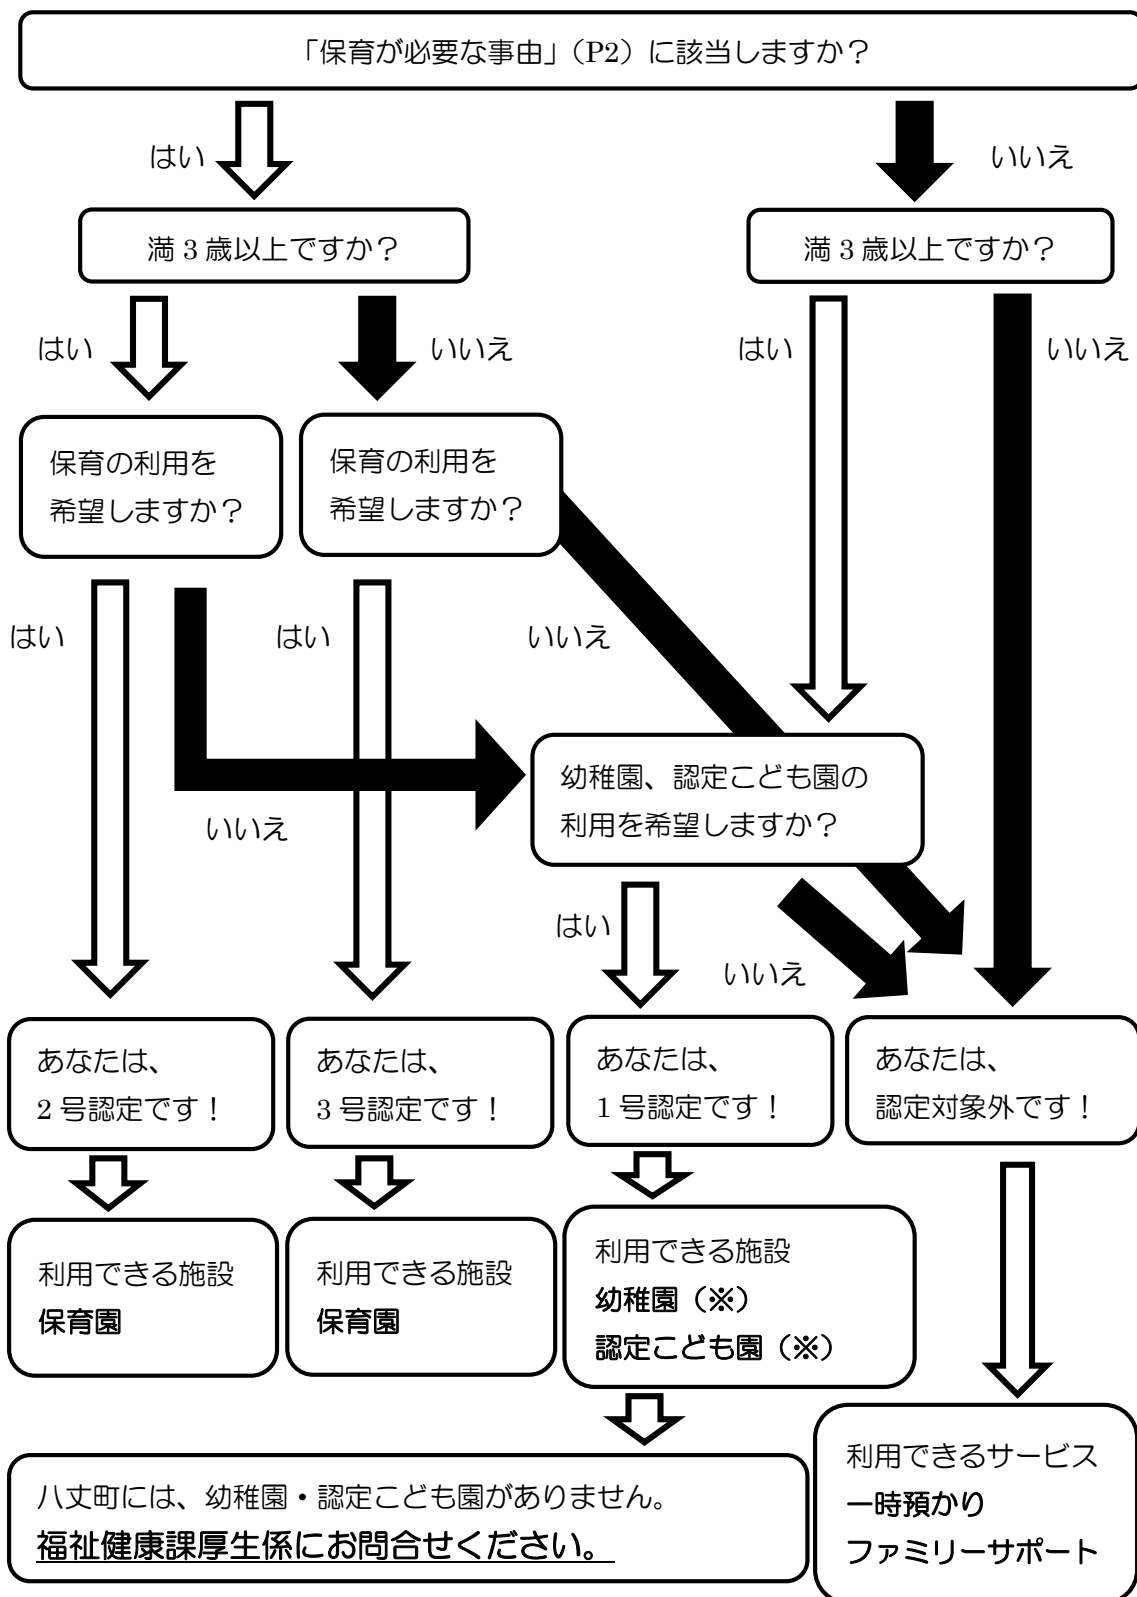 「保育が必要な事由」（P2）に該当しますか？
はい
いいえ
満 3 歳以上ですか？
満 3 歳以上ですか？
はい
いいえ
はい
いいえ
保育の利用を
希望しますか？
保育の利用を
希望しますか？
はい
はい
いいえ
幼稚園、認定こども園の
利用を希望しますか？
いいえ
はい
いいえ
あなたは、
2 号認定です！
あなたは、
3 号認定です！
あなたは、
1 号認定です！
あなたは、
認定対象外です！
利用できる施設
保育園
利用できる施設
保育園
利用できる施設
幼稚園（※）
認定こども園（※）
利用できるサービス
一時預かり
ファミリーサポート
八丈町には、幼稚園・認定こども園がありません。
福祉健康課厚生係にお問合せください。